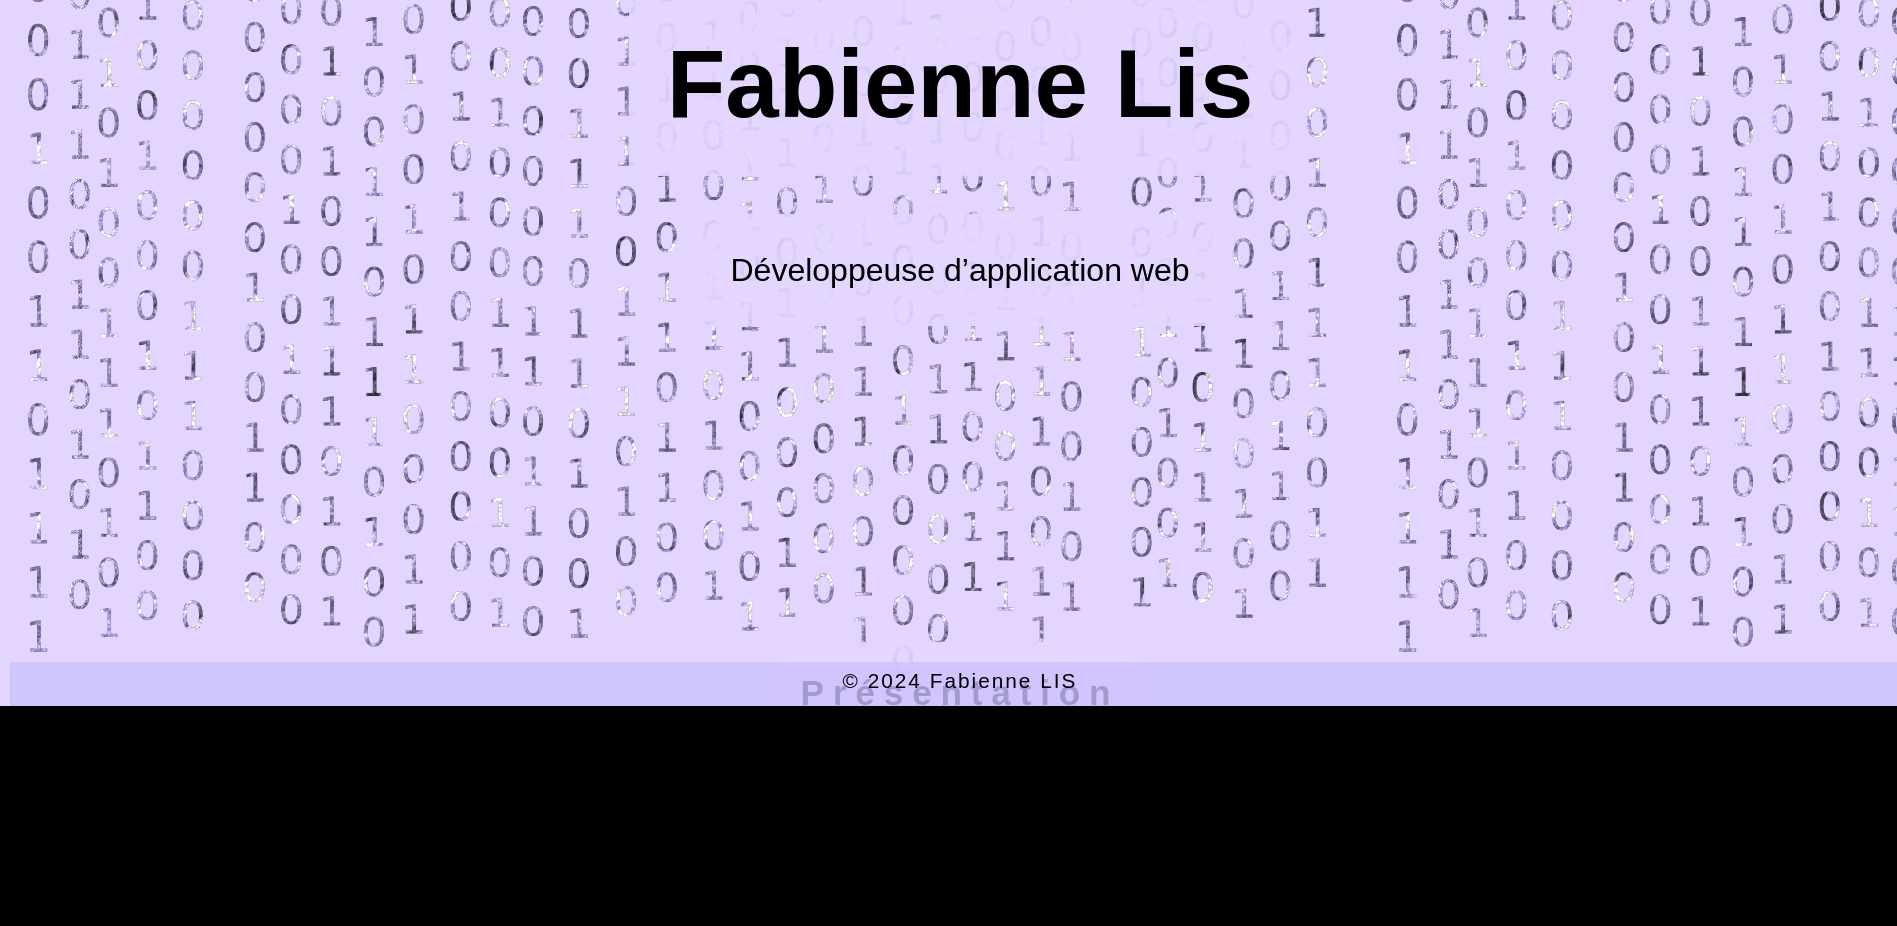 Fabienne Lis
Développeuse d’application web
© 2024 Fabienne LIS
Présentation